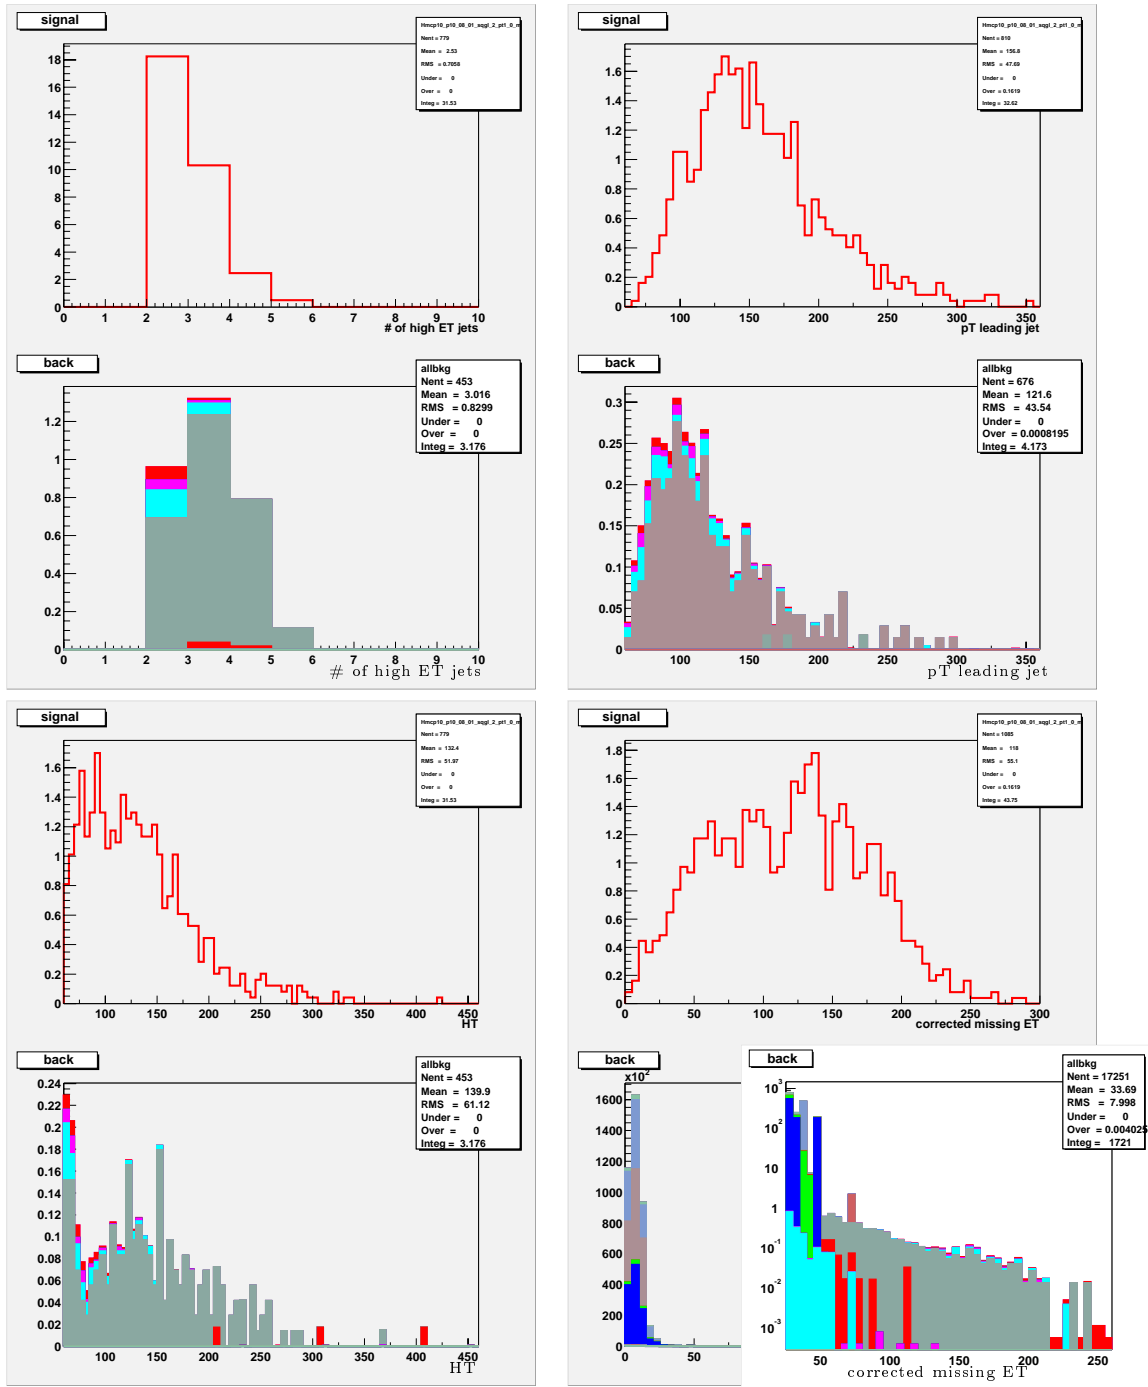 signal
Hmcp10_p10_08_01_sqgl_2_pt1_0_m
Nent = 779
Mean = 2.53
RMS = 0.7058
Under = 0
Over = 0
Integ = 31.53
18
16
14
12
10
8
6
4
2
0
0 1 2 3 4 5 6 7 8 9 10
# of high ET jets
signal
Hmcp10_p10_08_01_sqgl_2_pt1_0_m
Nent = 810
Mean = 156.8
RMS = 47.69
Under = 0
Over = 0.1619
Integ = 32.62
1.6
1.4
1.2
1
0.8
0.6
0.4
0.2
0
100 150 200 250 300 350
pT leading jet
back
allbkg
Nent = 453
Mean = 3.016
RMS = 0.8299
Under = 0
Over = 0
Integ = 3.176
1.2
1
0.8
0.6
0.4
0.2
0
0 1 2 3 4 5 6 7 8 9 10
# of high ET jets
back
allbkg
Nent = 676
Mean = 121.6
RMS = 43.54
Under = 0
Over = 0.0008195
Integ = 4.173
0.3
0.25
0.2
0.15
0.1
0.05
0
100 150 200 250 300 350
pT leading jet
signal
Hmcp10_p10_08_01_sqgl_2_pt1_0_m
Nent = 779
Mean = 132.4
RMS = 51.97
Under = 0
Over = 0
Integ = 31.53
1.6
1.4
1.2
1
0.8
0.6
0.4
0.2
0
100 150 200 250 300 350 400 450
HT
signal
Hmcp10_p10_08_01_sqgl_2_pt1_0_m
Nent = 1085
Mean = 118
RMS = 55.1
Under = 0
Over = 0.1619
Integ = 43.75
1.8
1.6
1.4
1.2
1
0.8
0.6
0.4
0.2
0
0 50 100 150 200 250 300
corrected missing ET
back
allbkg
Nent = 453
Mean = 139.9
RMS = 61.12
Under = 0
Over = 0
Integ = 3.176
0.24
0.22
0.2
0.18
0.16
0.14
0.12
0.1
0.08
0.06
0.04
0.02
0
100 150 200 250 300 350 400 450
HT
back
x10²
1600
1400
1200
1000
800
600
400
200
0
0 50
back
allbkg
Nent = 17251
Mean = 33.69
RMS = 7.998
Under = 0
Over = 0.004025
Integ = 1721
10³
10²
10
1
10⁻¹
10⁻²
10⁻³
50 100 150 200 250
corrected missing ET